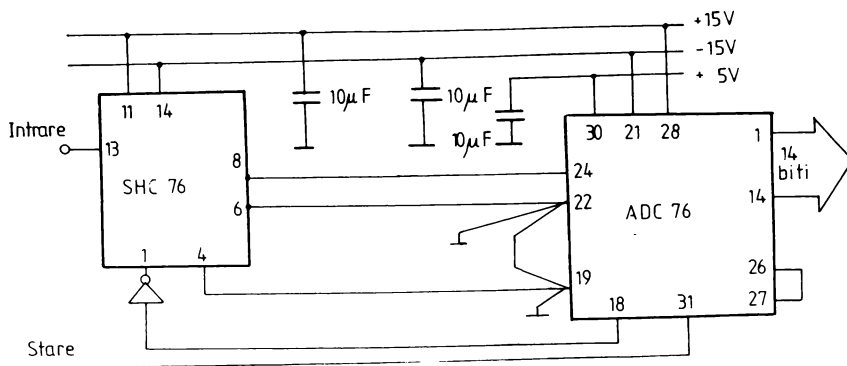 +15V
-15V
+ 5V
10μF
10μF
10μF
11
14
Intrare
13
SHC 76
8
6
1
4
30
21
28
1
24
22
ADC 76
14
biti
14
19
26
27
18
31
Stare